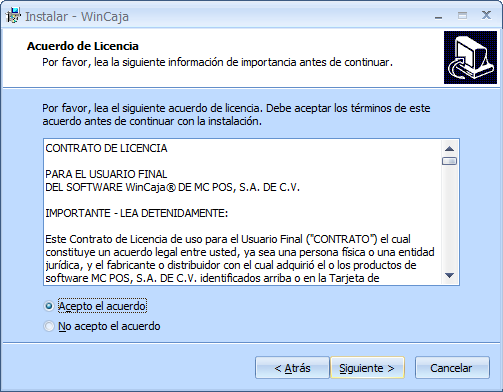 Instalar - WinCaja
Acuerdo de Licencia
Por favor, lea la siguiente información de importancia antes de continuar.
Por favor, lea el siguiente acuerdo de licencia. Debe aceptar los términos de este
acuerdo antes de continuar con la instalación.
CONTRATO DE LICENCIA
PARA EL USUARIO FINAL
DEL SOFTWARE WinCaja® DE MC POS, S.A. DE C.V.
IMPORTANTE - LEA DETENIDAMENTE:
Este Contrato de Licencia de uso para el Usuario Final ("CONTRATO") el cual
constituye un acuerdo legal entre usted, ya sea una persona física o una entidad
jurídica, y el fabricante o distribuidor con el cual adquirió el o los productos de
software MC POS, S.A. DE C.V. identificados arriba o en la Tarjeta de
Acepto el acuerdo
No acepto el acuerdo
< Atrás
Siguiente >
Cancelar